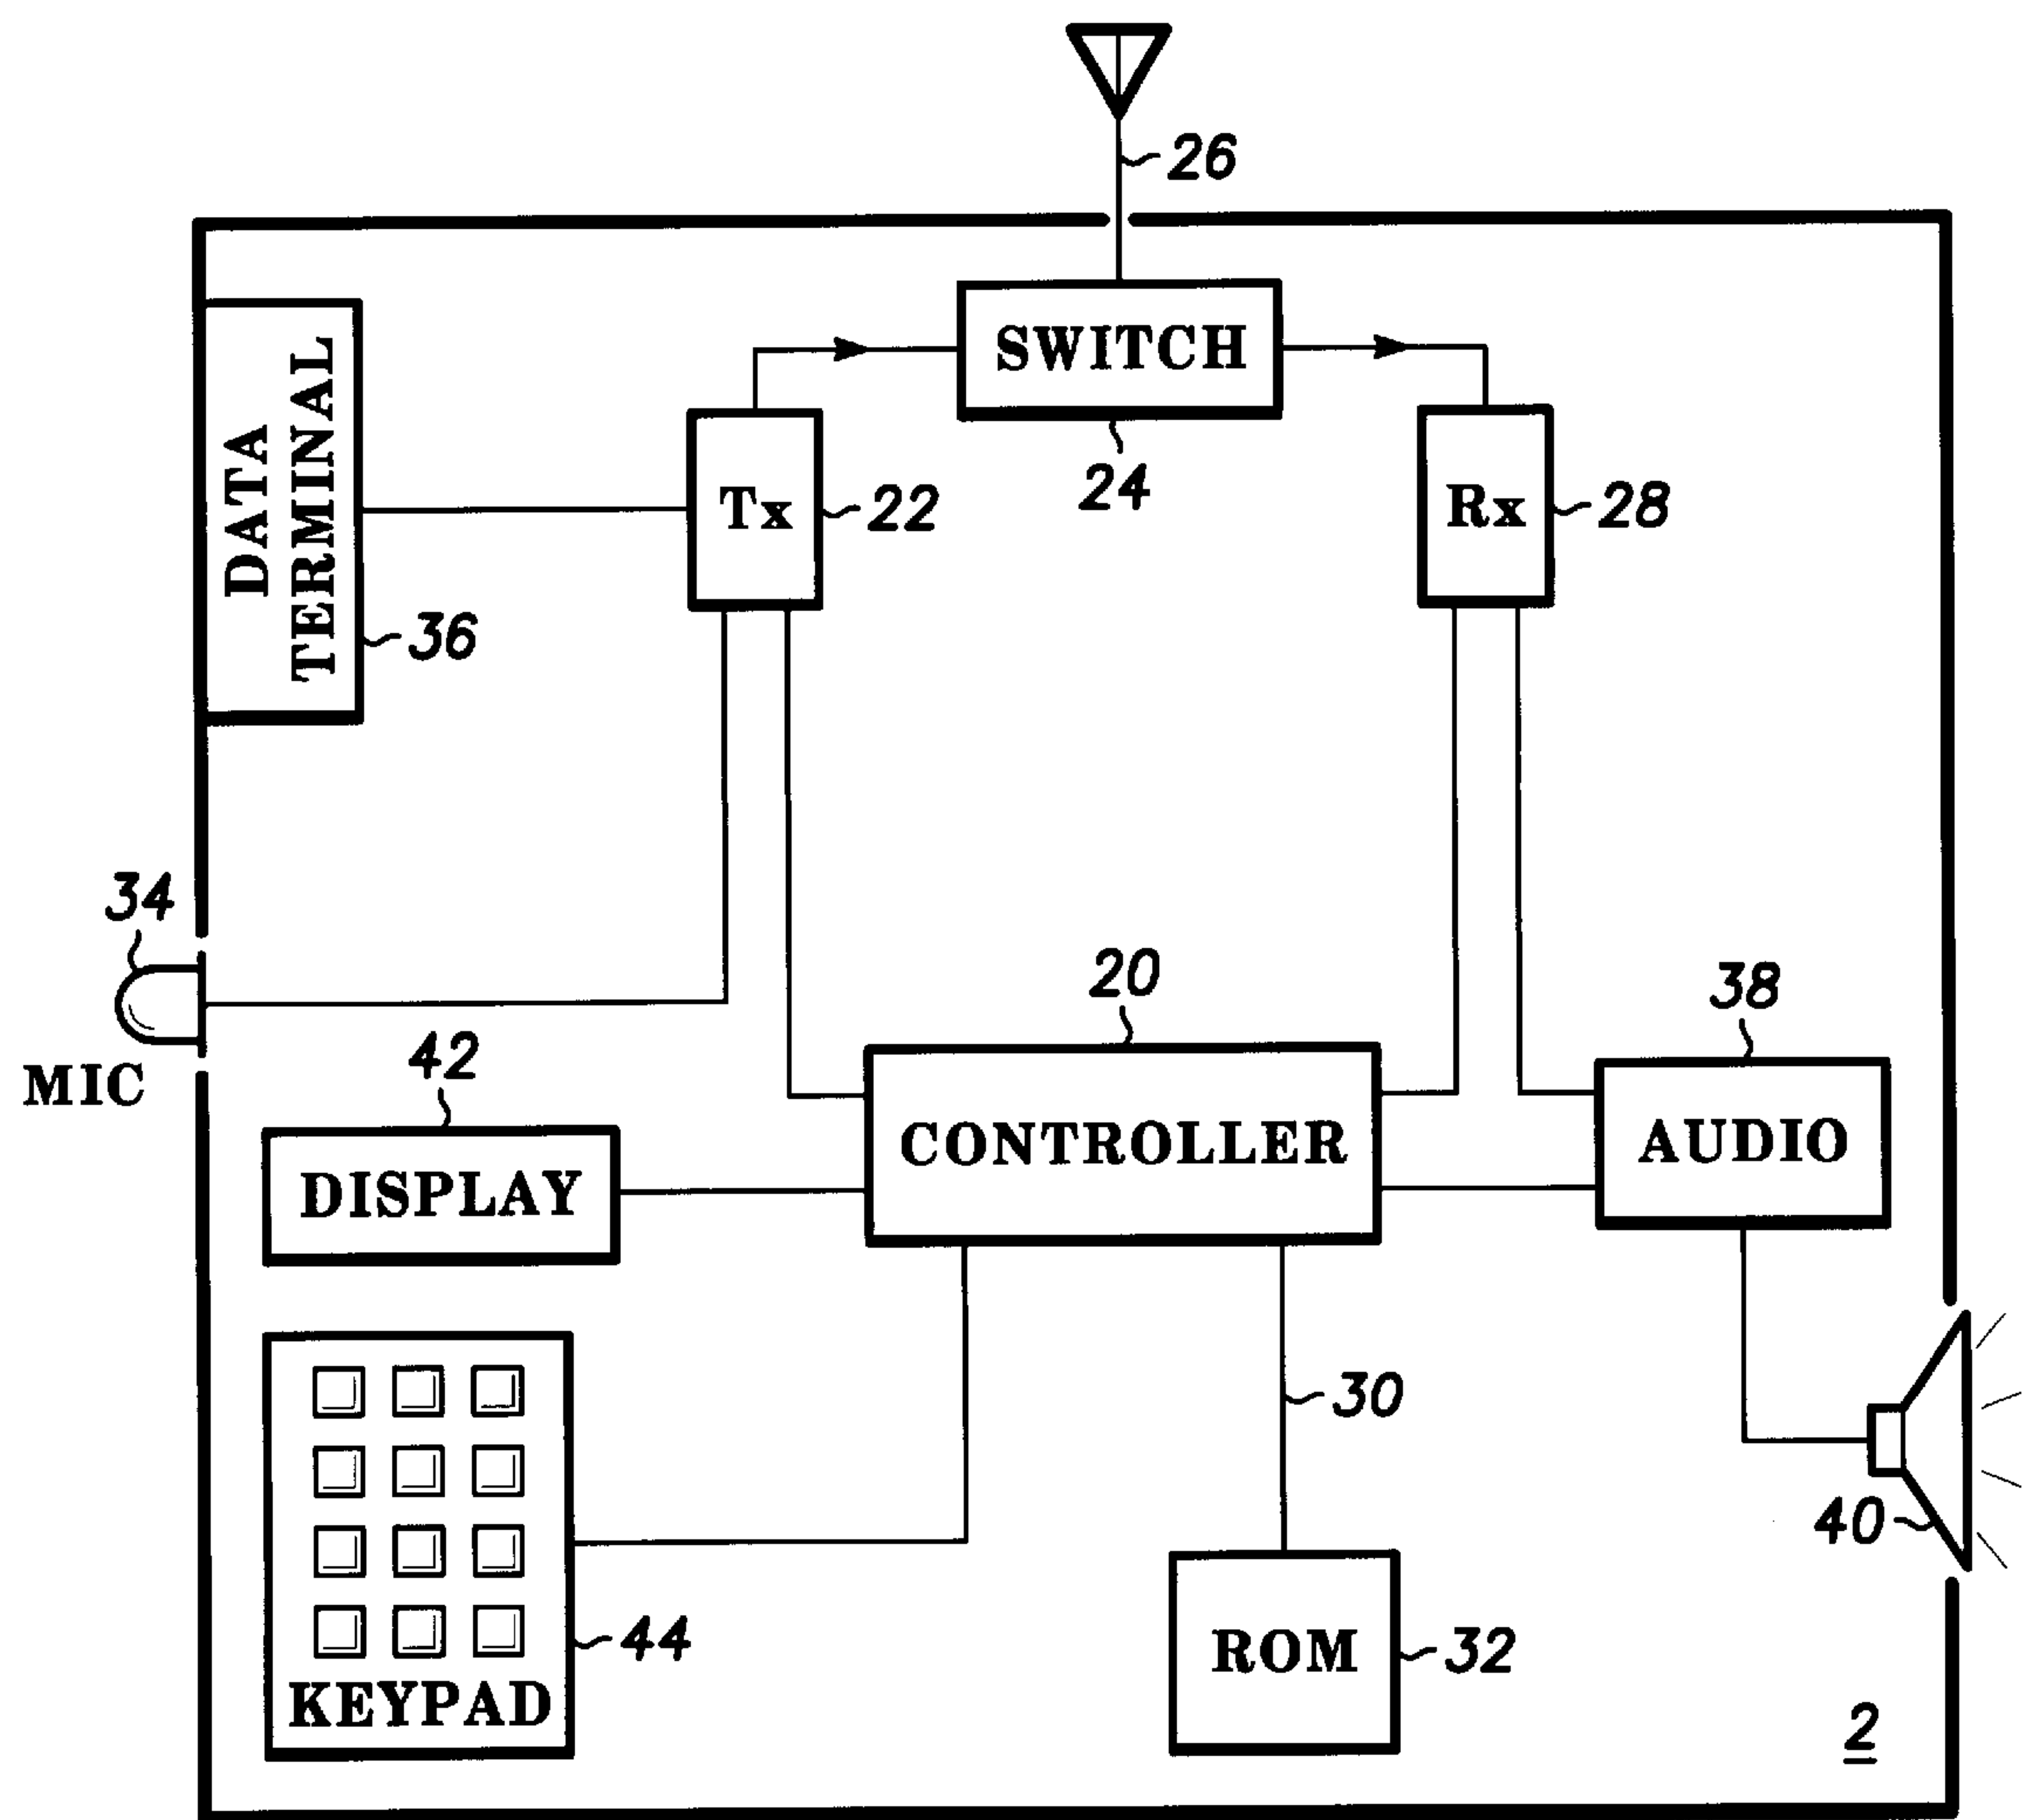 26
SWITCH
24
DATA
TERMINAL
36
Tx
22
Rx
28
34
MIC
20
CONTROLLER
38
AUDIO
42
DISPLAY
30
40
KEYPAD
44
ROM
32
2